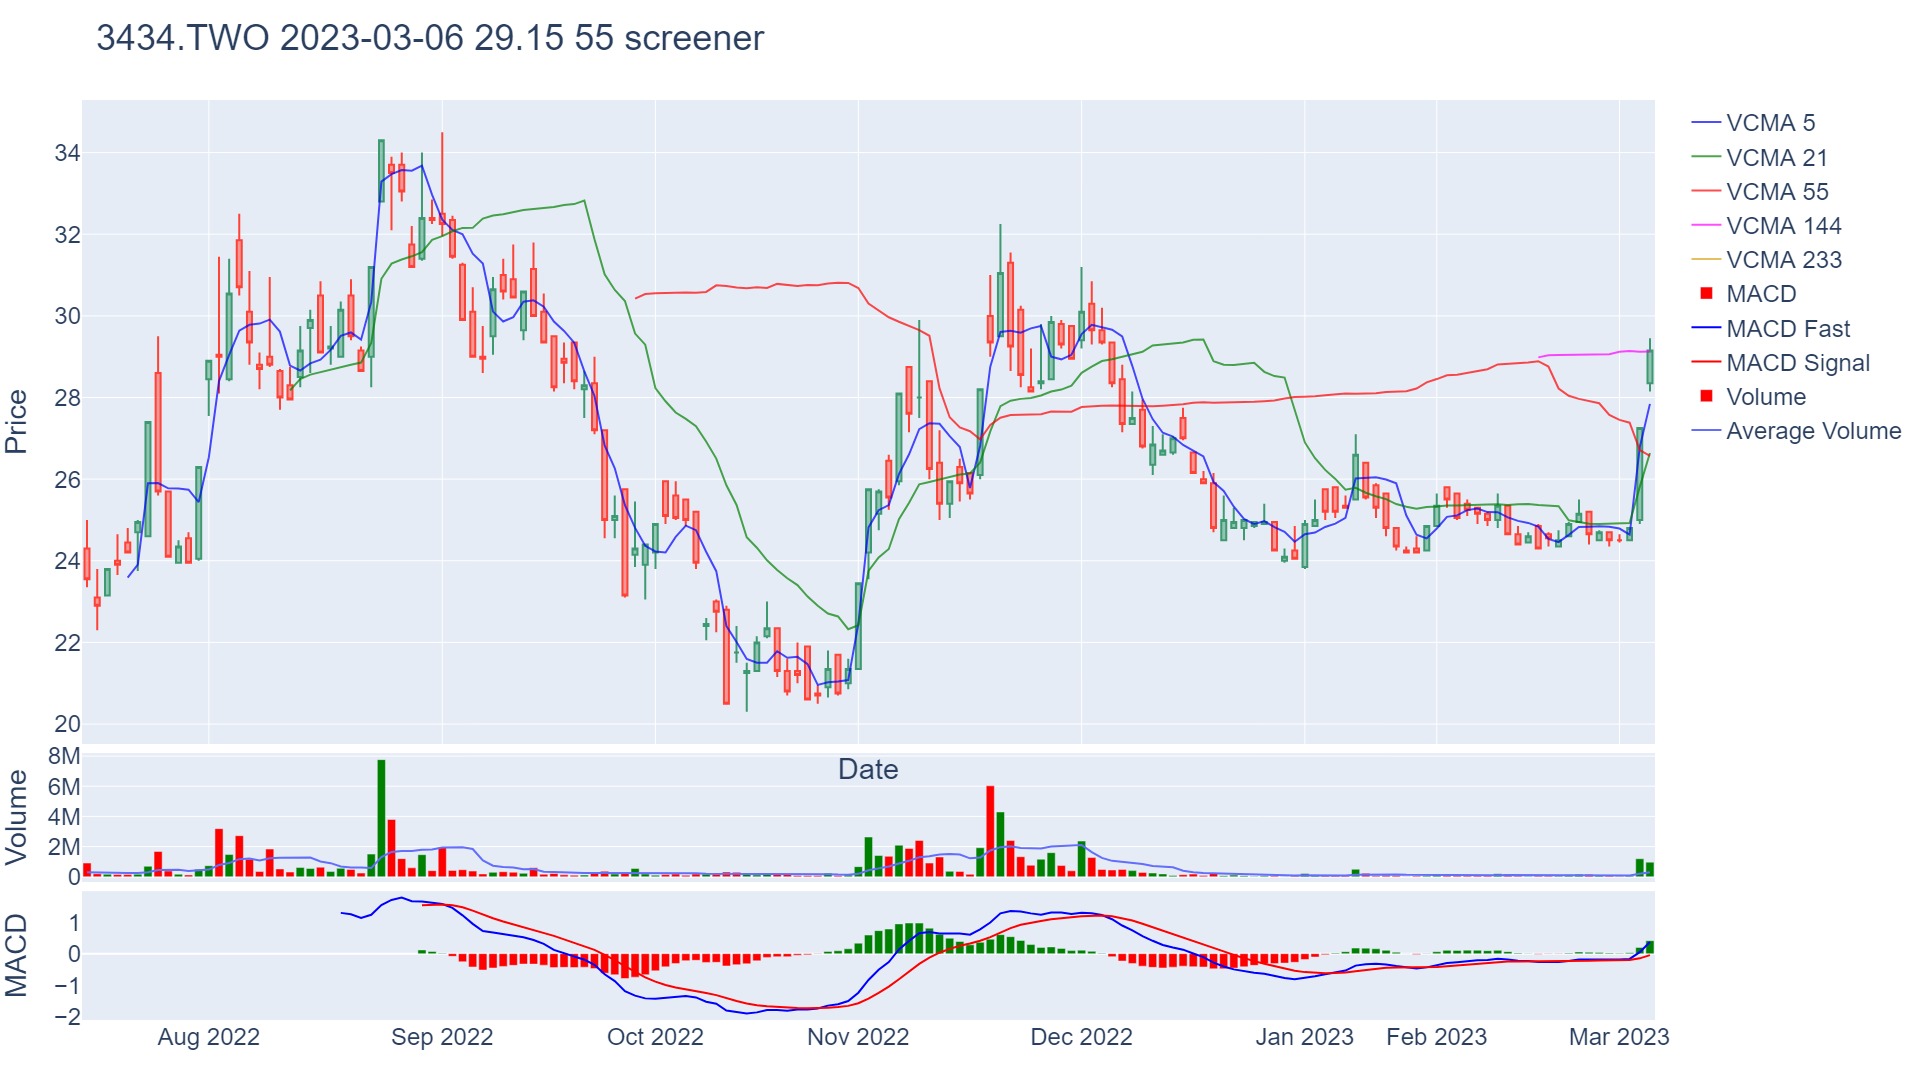 3434.TWO 2023-03-06 29.15 55 screener
VCMA 5
VCMA 21
VCMA 55
VCMA 144
VCMA 233
MACD
MACD Fast
MACD Signal
Volume
Average Volume
Price
34
32
30
28
26
24
22
20
Date
Volume
8M
6M
4M
2M
0
MACD
1
0
−1
−2
Aug 2022
Sep 2022
Oct 2022
Nov 2022
Dec 2022
Jan 2023
Feb 2023
Mar 2023